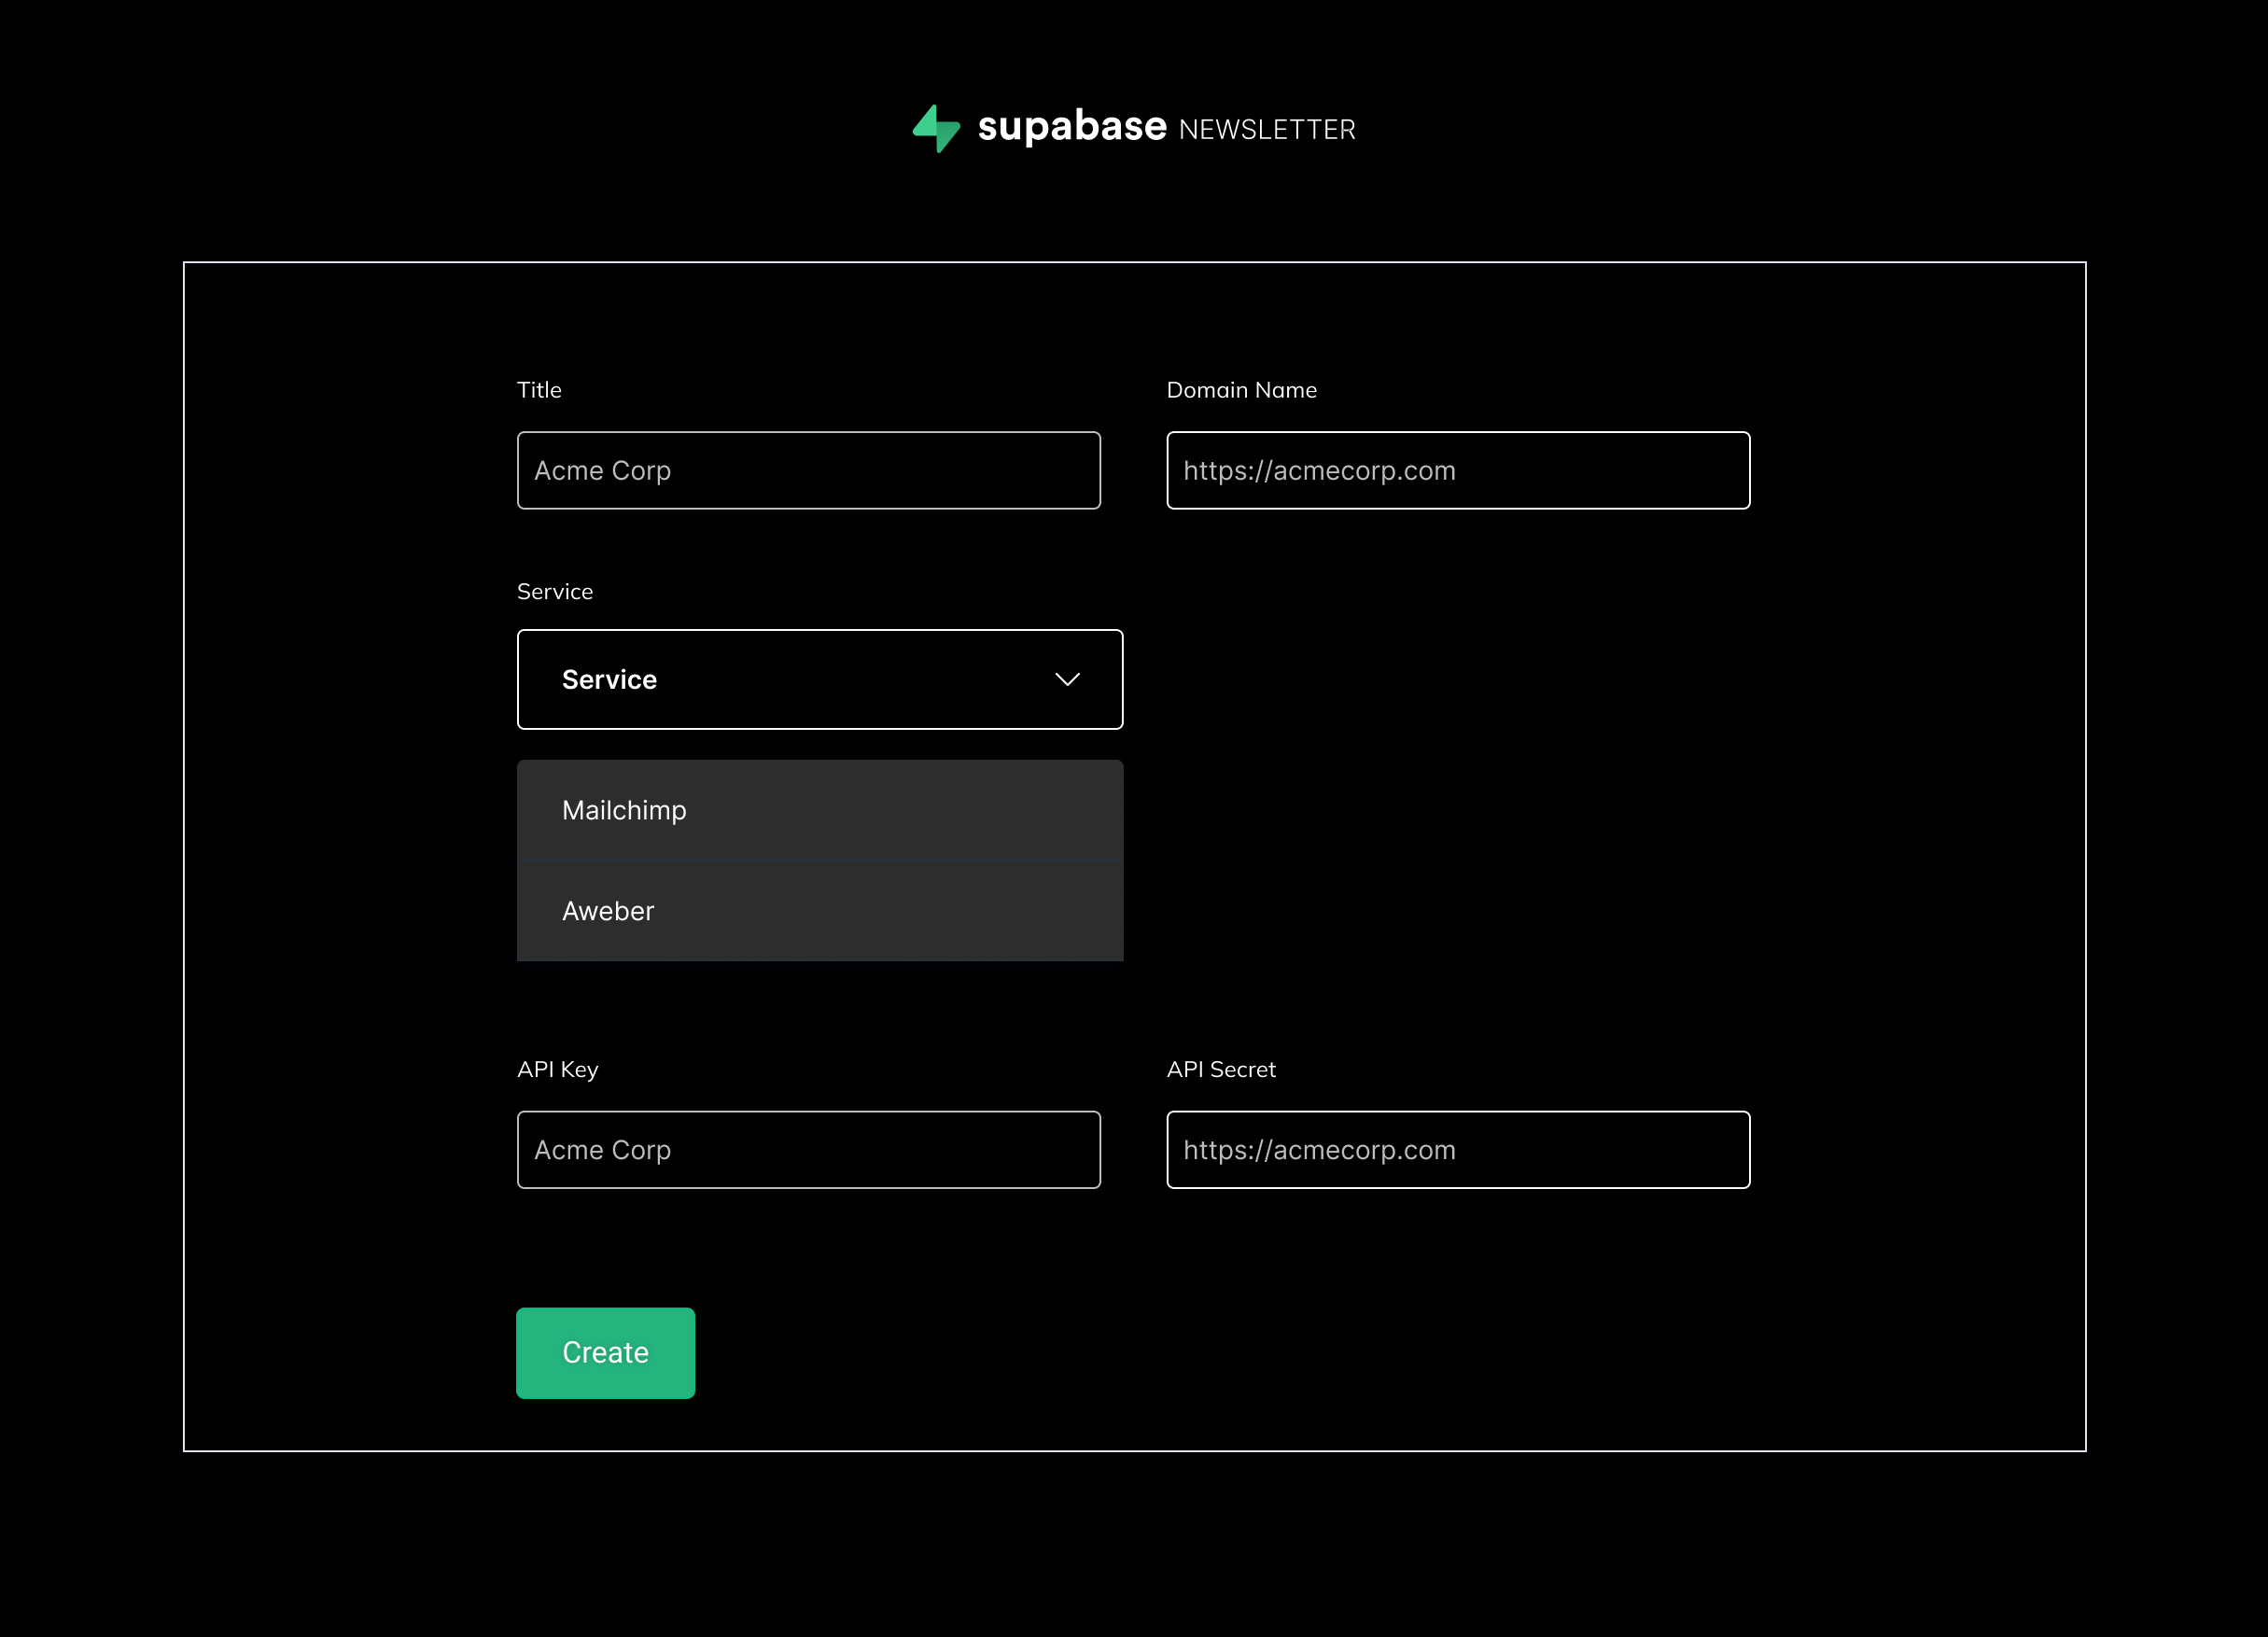 supabase NEWSLETTER
Title
Domain Name
Acme Corp
https://acmecorp.com
Service
Service
Mailchimp
Aweber
API Key
API Secret
Acme Corp
https://acmecorp.com
Create